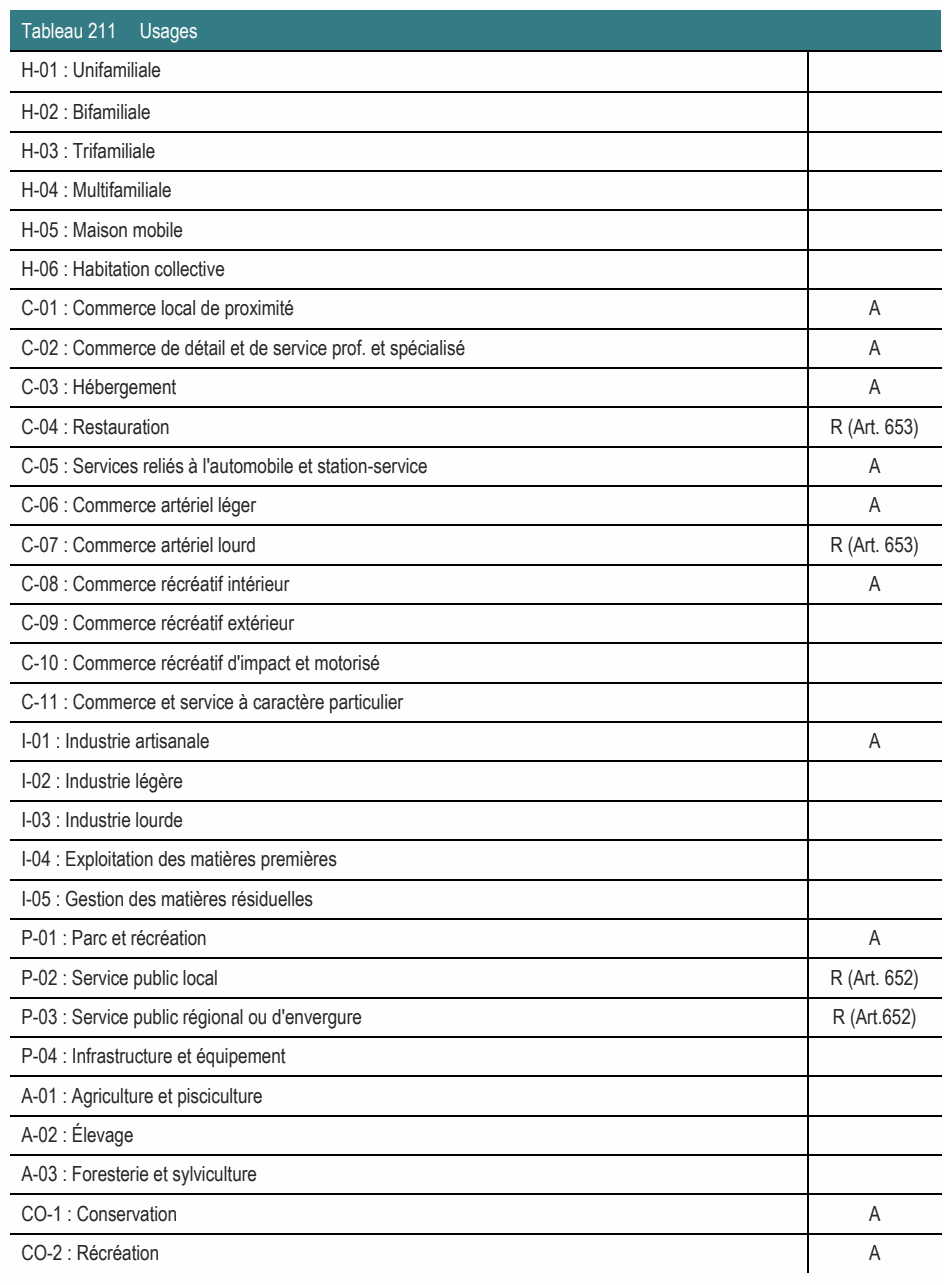 Tableau 211 Usages
H-01 : Unifamiliale
H-02 : Bifamiliale
H-03 : Trifamiliale
H-04 : Multifamiliale
H-05 : Maison mobile
H-06 : Habitation collective
C-01 : Commerce local de proximité A
C-02 : Commerce de détail et de service prof. et spécialisé A
C-03 : Hébergement A
C-04 : Restauration R (Art. 653)
C-05 : Services reliés à l'automobile et station-service A
C-06 : Commerce artériel léger A
C-07 : Commerce artériel lourd R (Art. 653)
C-08 : Commerce récréatif intérieur A
C-09 : Commerce récréatif extérieur
C-10 : Commerce récréatif d'impact et motorisé
C-11 : Commerce et service à caractère particulier
I-01 : Industrie artisanale A
I-02 : Industrie légère
I-03 : Industrie lourde
I-04 : Exploitation des matières premières
I-05 : Gestion des matières résiduelles
P-01 : Parc et récréation A
P-02 : Service public local R (Art. 652)
P-03 : Service public régional ou d'envergure R (Art.652)
P-04 : Infrastructure et équipement
A-01 : Agriculture et pisciculture
A-02 : Élevage
A-03 : Foresterie et sylviculture
CO-1 : Conservation A
CO-2 : Récréation A